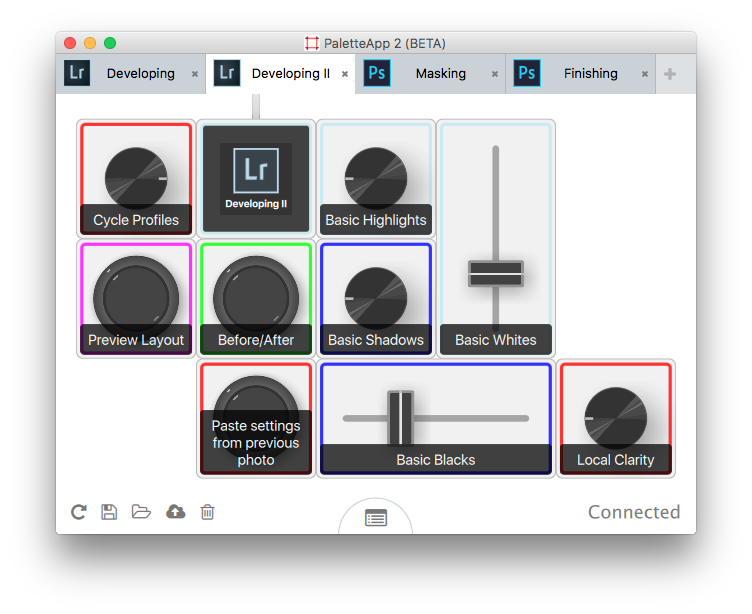 PaletteApp 2 (BETA)
Lr Developing × Lr Developing II × Ps Masking × Ps Finishing × +
Lr
Developing II
Cycle Profiles
Basic Highlights
Preview Layout
Before/After
Basic Shadows
Basic Whites
Paste settings
from previous
photo
Basic Blacks
Local Clarity
Connected